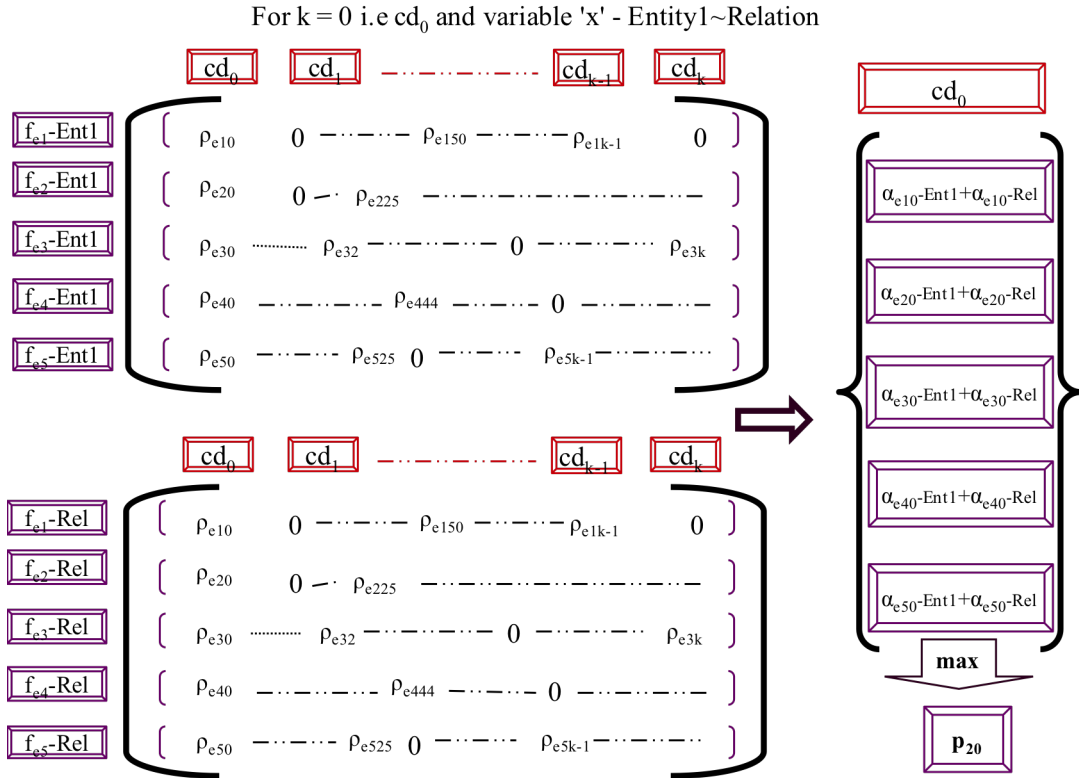 For k = 0 i.e cd0 and variable 'x' - Entity1~Relation
cd0 cd1 cdk-1 cdk
fe1-Ent1 ρe10 0 ρe150 ρe1k-1 0
fe2-Ent1 ρe20 0 ρe225
fe3-Ent1 ρe30 ρe32 0 ρe3k
fe4-Ent1 ρe40 ρe444 0
fe5-Ent1 ρe50 ρe525 0 ρe5k-1
cd0 cd1 cdk-1 cdk
fe1-Rel ρe10 0 ρe150 ρe1k-1 0
fe2-Rel ρe20 0 ρe225
fe3-Rel ρe30 ρe32 0 ρe3k
fe4-Rel ρe40 ρe444 0
fe5-Rel ρe50 ρe525 0 ρe5k-1
cd0
αe10-Ent1+αe10-Rel
αe20-Ent1+αe20-Rel
αe30-Ent1+αe30-Rel
αe40-Ent1+αe40-Rel
αe50-Ent1+αe50-Rel
max
p20